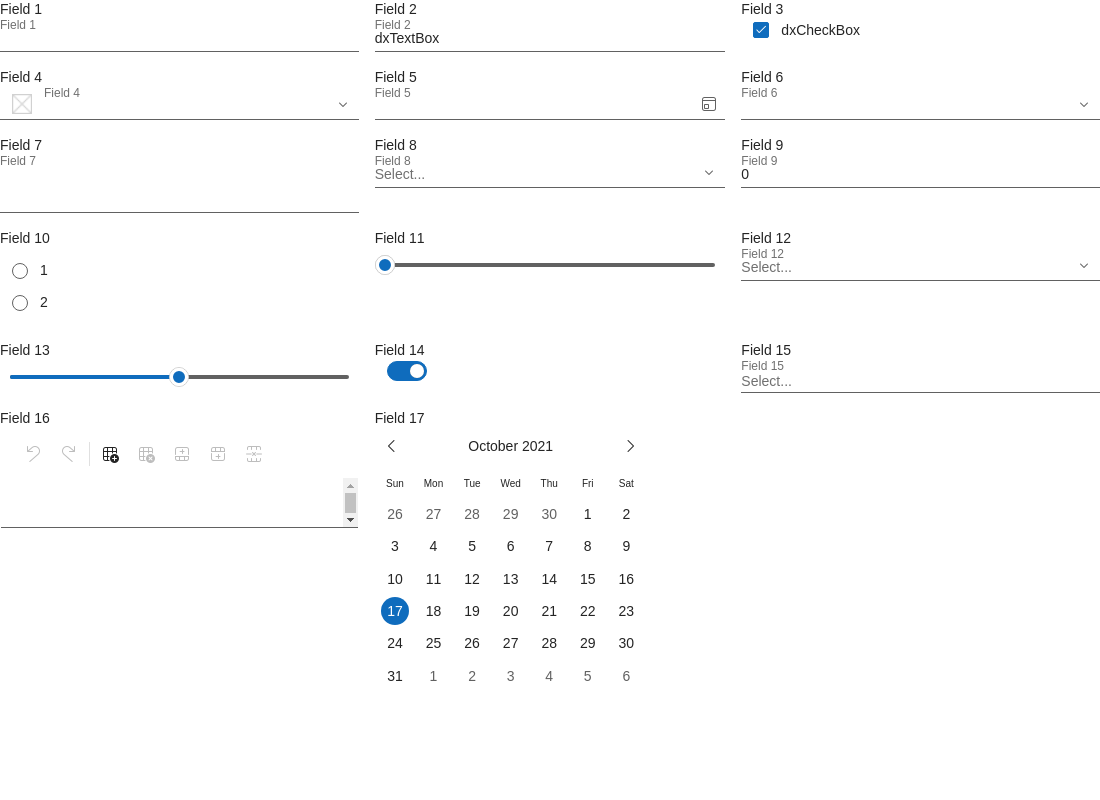 Field 1
Field 1
Field 2
Field 2
dxTextBox
Field 3
dxCheckBox
Field 4
Field 4
Field 5
Field 5
Field 6
Field 6
Field 7
Field 7
Field 8
Field 8
Select...
Field 9
Field 9
0
Field 10
1
2
Field 11
Field 12
Field 12
Select...
Field 13
Field 14
Field 15
Field 15
Select...
Field 16
Field 17
October 2021
Sun Mon Tue Wed Thu Fri Sat
26 27 28 29 30 1 2
3 4 5 6 7 8 9
10 11 12 13 14 15 16
17 18 19 20 21 22 23
24 25 26 27 28 29 30
31 1 2 3 4 5 6